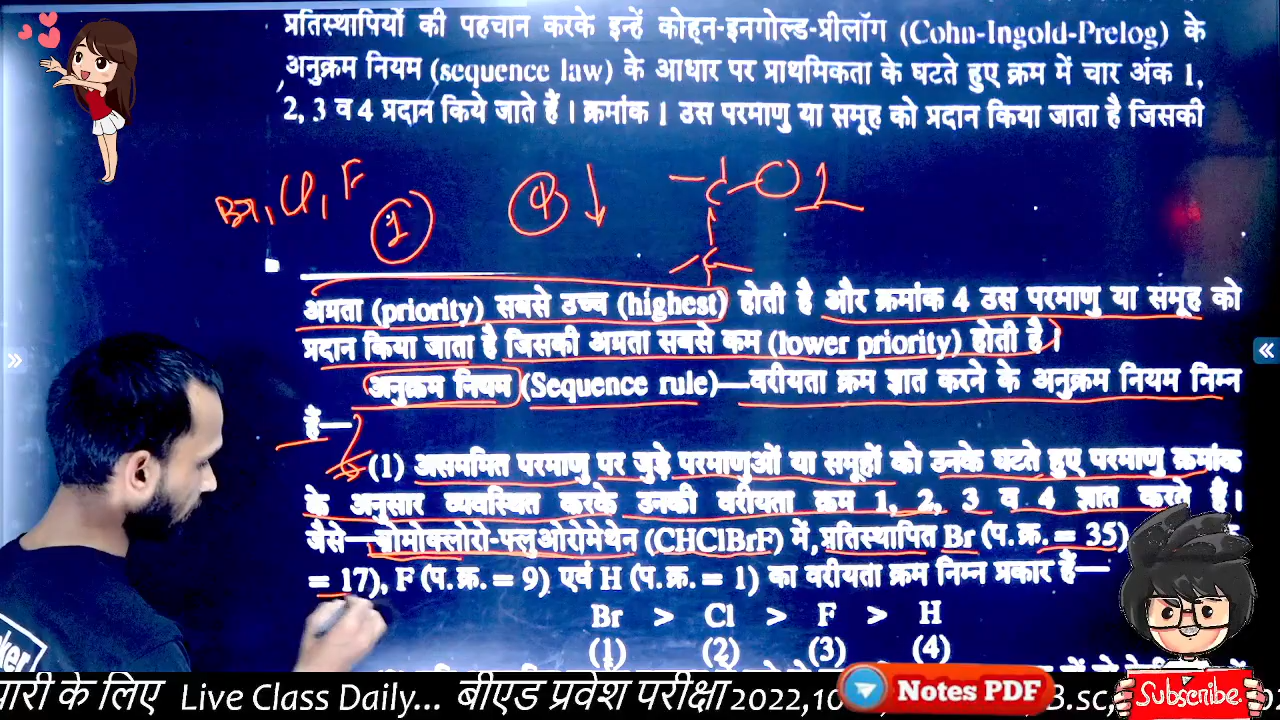 प्रतिस्थापियों की पहचान करके इन्हें कोह्न-इनगोल्ड-प्रीलॉग (Cohn-Ingold-Prelog) के
अनुक्रम नियम (sequence law) के आधार पर प्राथमिकता के घटते हुए क्रम में चार अंक 1,
2, 3 व 4 प्रदान किये जाते हैं। क्रमांक 1 उस परमाणु या समूह को प्रदान किया जाता है जिसकी
Br, Cl, F 1
अग्रता (priority) सबसे उच्च (highest) होती है और क्रमांक 4 उस परमाणु या समूह को
प्रदान किया जाता है जिसकी अग्रता सबसे कम (lower priority) होती है।
अनुक्रम नियम (Sequence rule)—वरीयता क्रम ज्ञात करने के अनुक्रम नियम निम्न
हैं—
(1) असममित परमाणु पर जुड़े परमाणुओं या समूहों को उनके घटते हुए परमाणु क्रमांक
के अनुसार व्यवस्थित करके उनकी वरीयता क्रम 1, 2, 3 व 4 ज्ञात करते हैं।
जैसे—ब्रोमोक्लोरो-फ्लुओरोमेथेन (CHClBrF) में, प्रतिस्थापित Br (प.क्र. = 35)
= 17), F (प.क्र. = 9) एवं H (प.क्र. = 1) का वरीयता क्रम निम्न प्रकार हैं—
Br > Cl > F > H
(1) (2) (3) (4)
के लिए Live Class Daily... बीएड प्रवेश परीक्षा 2022,10
Notes PDF
Subscribe